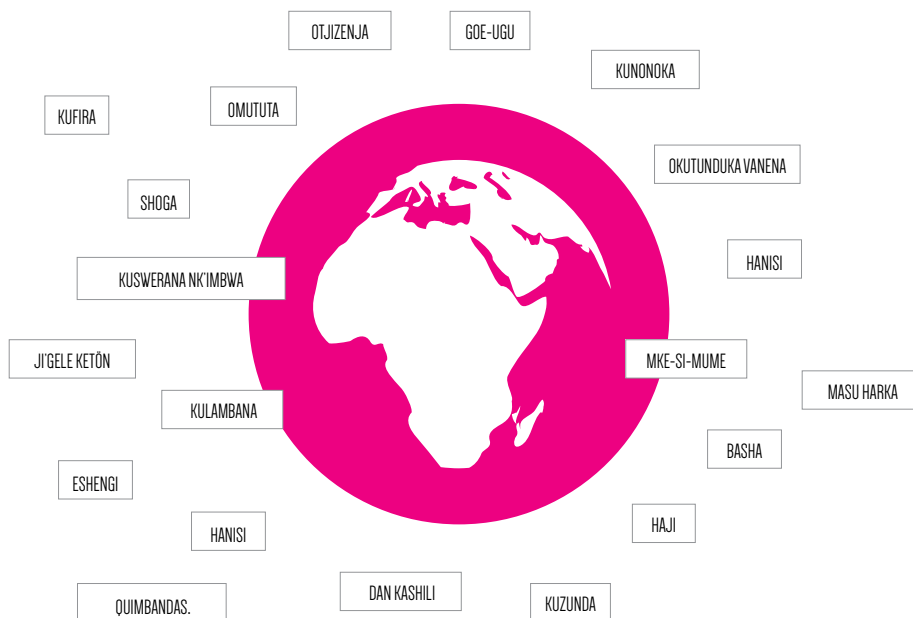 OTJIZENJA
GOE-UGU
KUNONOKA
KUFIRA
OMUTUTA
OKUTUNDUKA VANENA
SHOGA
HANISI
KUSWERANA NK'IMBWA
JI'GELE KETÖN
MKE-SI-MUME
MASU HARKA
KULAMBANA
BASHA
ESHENGI
HANISI
HAJI
QUIMBANDAS.
DAN KASHILI
KUZUNDA